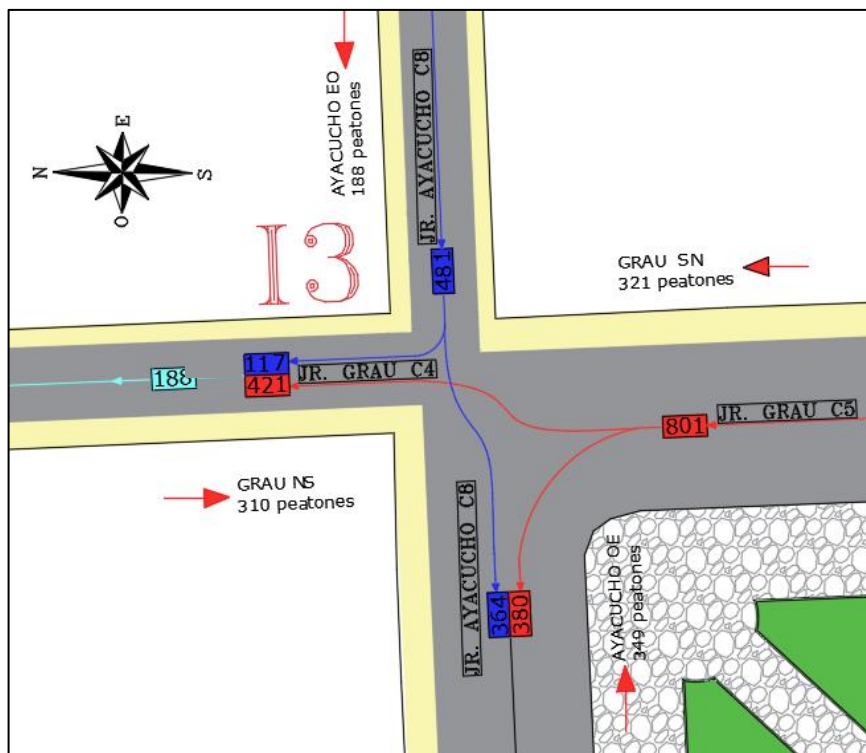 JR. AYACUCHO C8
AYACUCHO EO
188 peatones
E
N
S
O
I3
481
GRAU SN
321 peatones
117
421
188
JR. GRAU C4
JR. GRAU C5
801
GRAU NS
310 peatones
JR. AYACUCHO C8
364
380
AYACUCHO OE
349 peatones